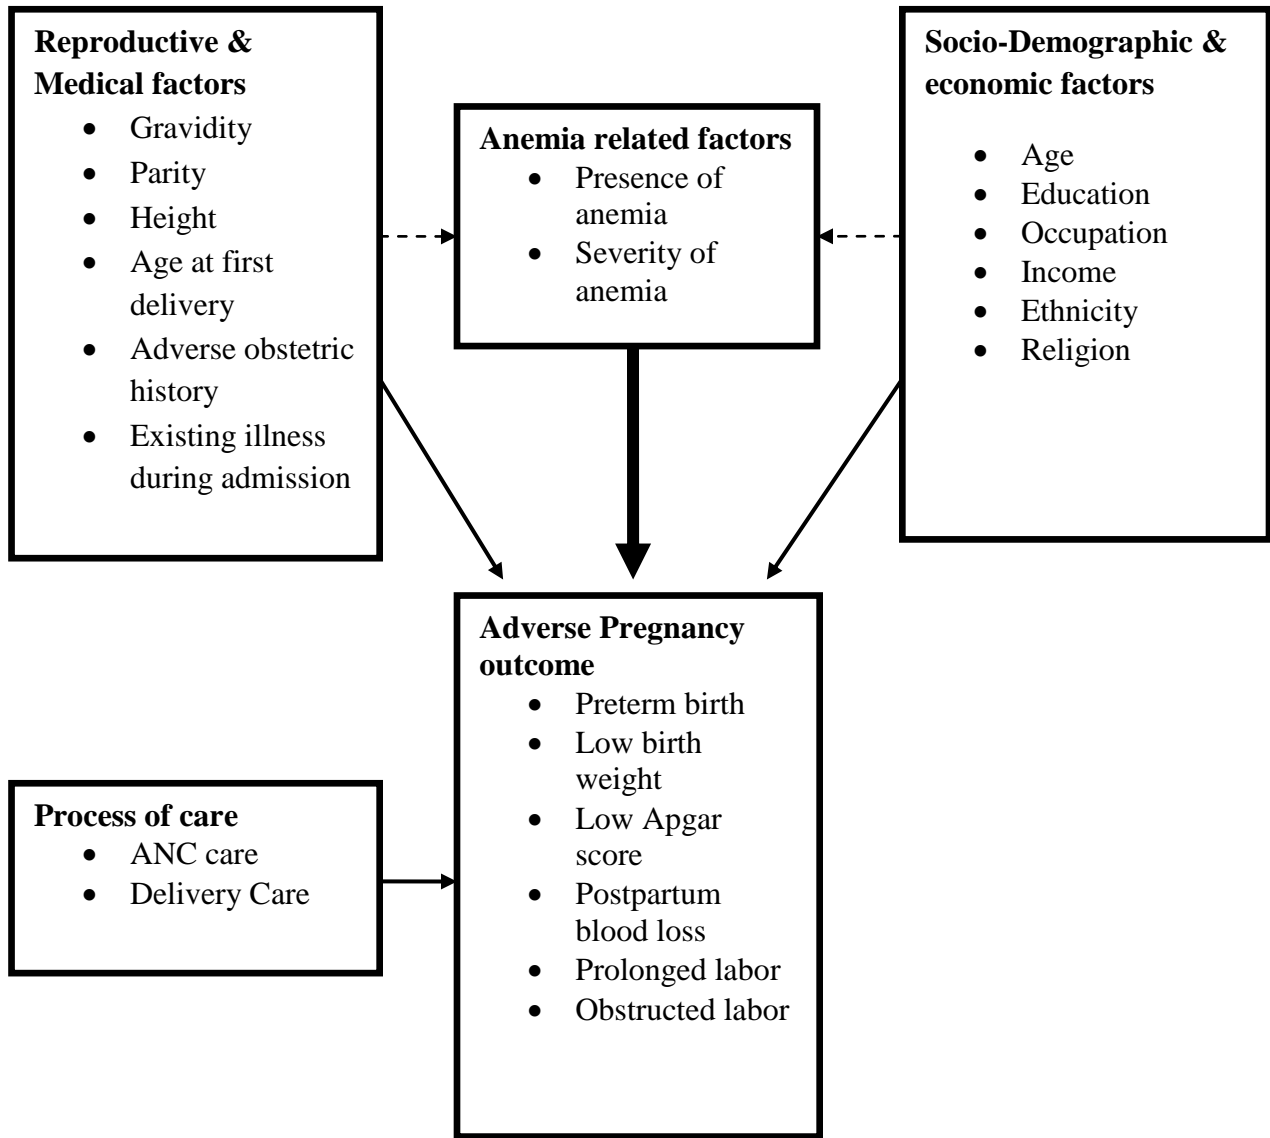 Reproductive &
Medical factors
• Gravidity
• Parity
• Height
• Age at first
delivery
• Adverse obstetric
history
• Existing illness
during admission
Anemia related factors
• Presence of
anemia
• Severity of
anemia
Socio-Demographic &
economic factors
• Age
• Education
• Occupation
• Income
• Ethnicity
• Religion
Process of care
• ANC care
• Delivery Care
Adverse Pregnancy
outcome
• Preterm birth
• Low birth
weight
• Low Apgar
score
• Postpartum
blood loss
• Prolonged labor
• Obstructed labor